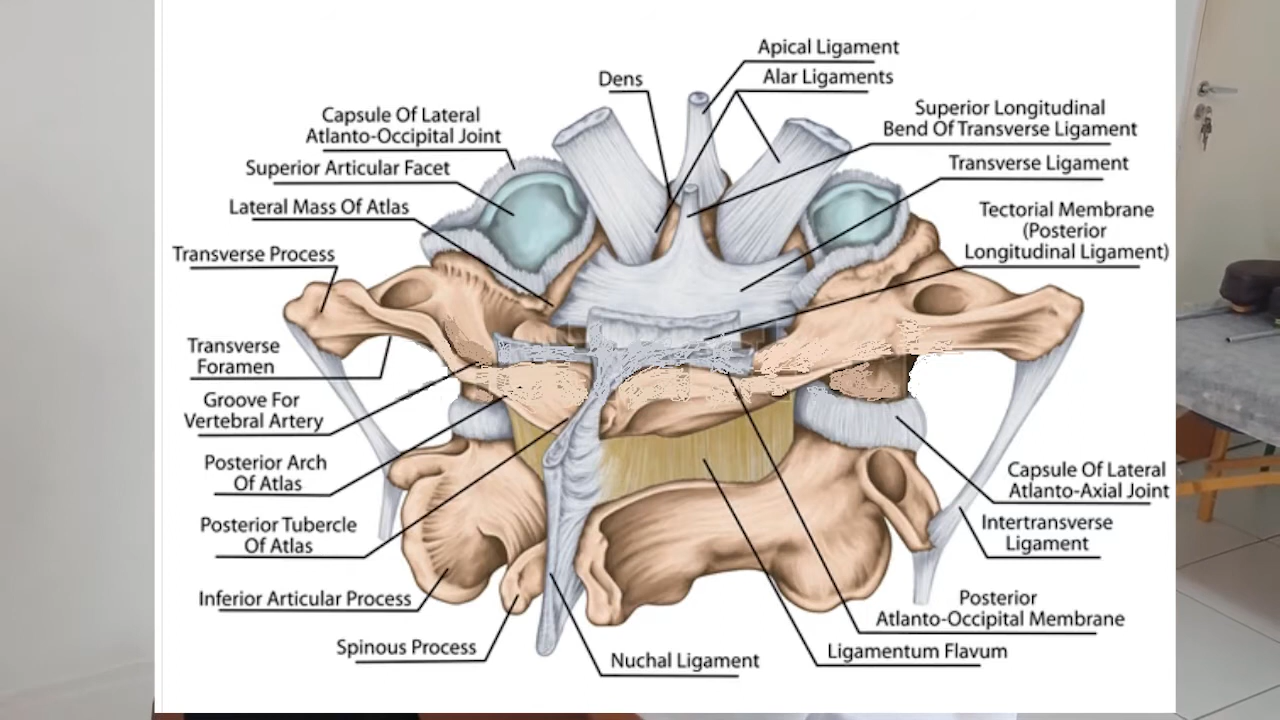 Apical Ligament
Dens
Alar Ligaments
Capsule Of Lateral
Atlanto-Occipital Joint
Superior Longitudinal
Bend Of Transverse Ligament
Superior Articular Facet
Transverse Ligament
Lateral Mass Of Atlas
Tectorial Membrane
(Posterior
Longitudinal Ligament)
Transverse Process
Transverse
Foramen
Groove For
Vertebral Artery
Posterior Arch
Of Atlas
Capsule Of Lateral
Atlanto-Axial Joint
Posterior Tubercle
Of Atlas
Intertransverse
Ligament
Inferior Articular Process
Posterior
Atlanto-Occipital Membrane
Spinous Process
Nuchal Ligament
Ligamentum Flavum